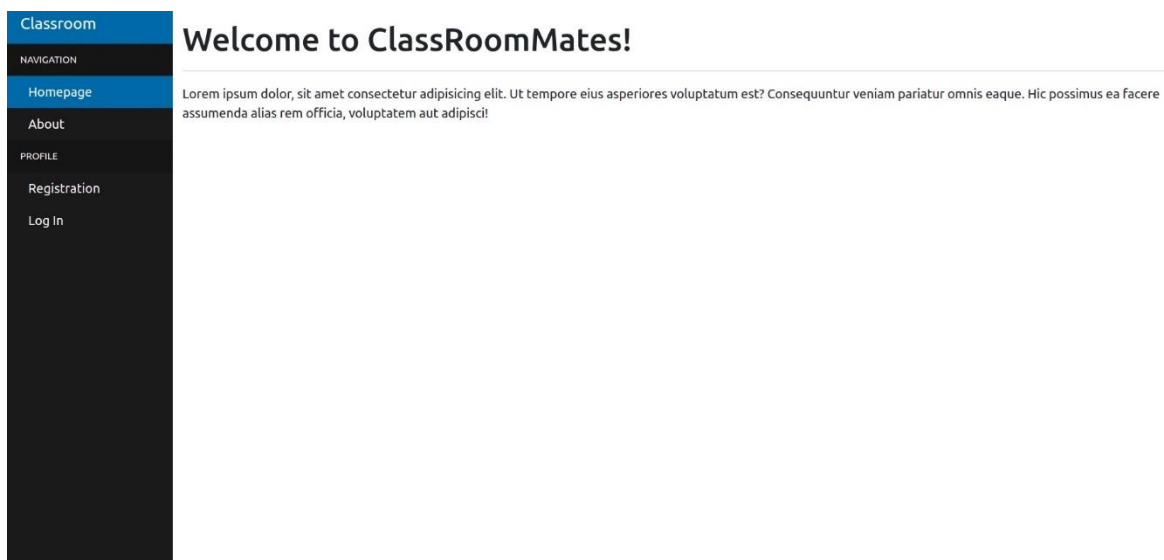 Classroom
NAVIGATION
Homepage
About
PROFILE
Registration
Log In
Welcome to ClassRoomMates!
Lorem ipsum dolor, sit amet consectetur adipisicing elit. Ut tempore eius asperiores voluptatum est? Consequuntur veniam pariatur omnis eaque. Hic possimus ea facere
assumenda alias rem officia, voluptatem aut adipisci!